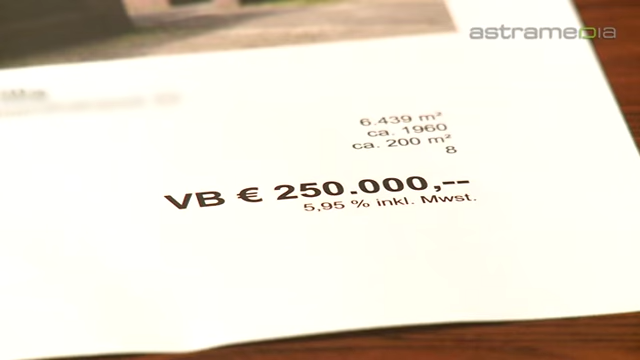 astramedia
6.439 m²
ca. 1960
ca. 200 m²
8
VB € 250.000,--
5,95 % inkl. Mwst.